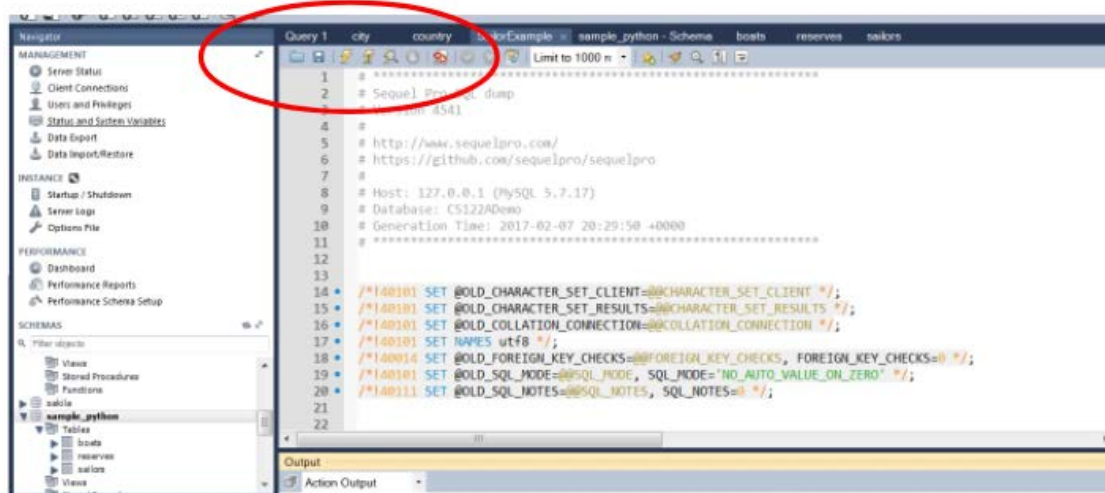 Navigator
MANAGEMENT
Server Status
Client Connections
Users and Privileges
Status and System Variables
Data Export
Data Import/Restore
INSTANCE
Startup / Shutdown
Server Logs
Options File
PERFORMANCE
Dashboard
Performance Reports
Performance Schema Setup
SCHEMAS
Filter objects
Views
Stored Procedures
Functions
sakila
sample_python
Tables
boats
reserves
sailors
Views
Query 1 city country sample_python - Schema boats reserves sailors
Limit to 1000 r
1 # ************************************************************
2 # Sequel Pro SQL dump
3 # Version 4541
4 #
5 # http://www.sequelpro.com/
6 # https://github.com/sequelpro/sequelpro
7 #
8 # Host: 127.0.0.1 (MySQL 5.7.17)
9 # Database: CS122ADemo
10 # Generation Time: 2017-02-07 20:29:50 +0000
11 # ************************************************************
12
13
14 /*!40101 SET @OLD_CHARACTER_SET_CLIENT=@@CHARACTER_SET_CLIENT */;
15 /*!40101 SET @OLD_CHARACTER_SET_RESULTS=@@CHARACTER_SET_RESULTS */;
16 /*!40101 SET @OLD_COLLATION_CONNECTION=@@COLLATION_CONNECTION */;
17 /*!40101 SET NAMES utf8 */;
18 /*!40014 SET @OLD_FOREIGN_KEY_CHECKS=@@FOREIGN_KEY_CHECKS, FOREIGN_KEY_CHECKS=0 */;
19 /*!40101 SET @OLD_SQL_MODE=@@SQL_MODE, SQL_MODE='NO_AUTO_VALUE_ON_ZERO' */;
20 /*!40111 SET @OLD_SQL_NOTES=@@SQL_NOTES, SQL_NOTES=0 */;
21
22
Output
Action Output